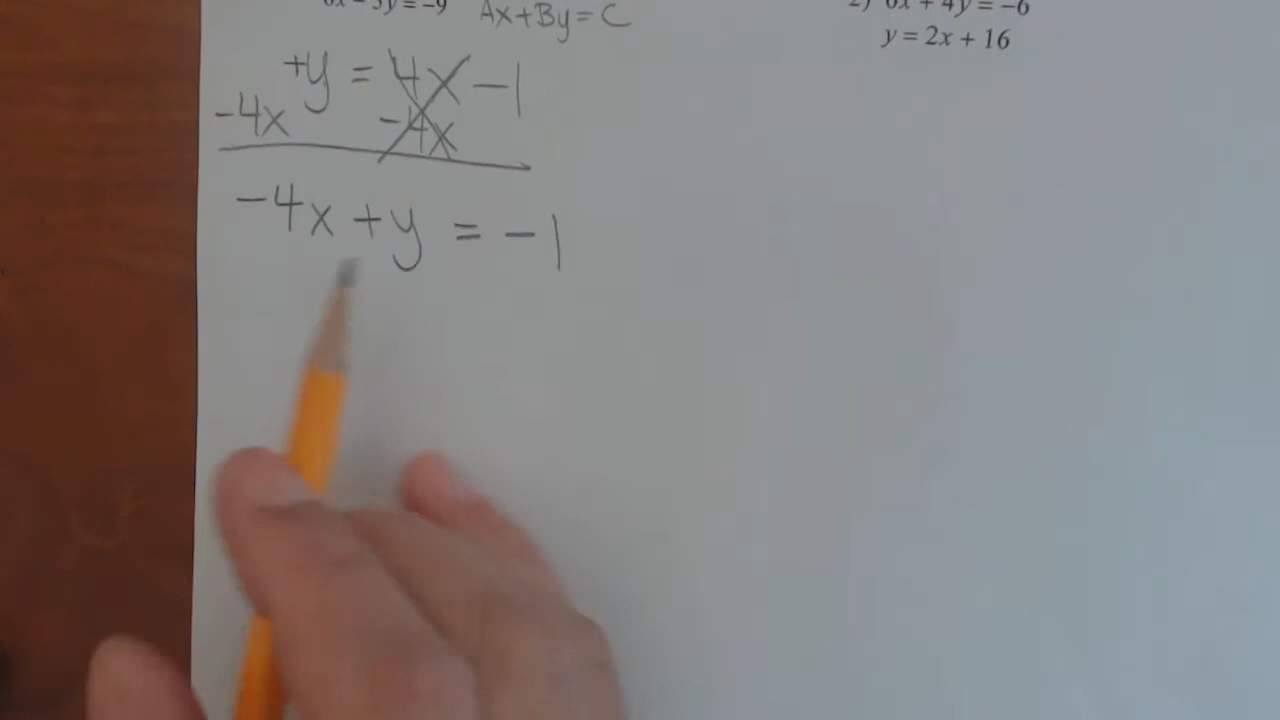 Ax+By=C
+y = 4x -1
-4x -4x
-4x + y = -1
y = 2x + 16